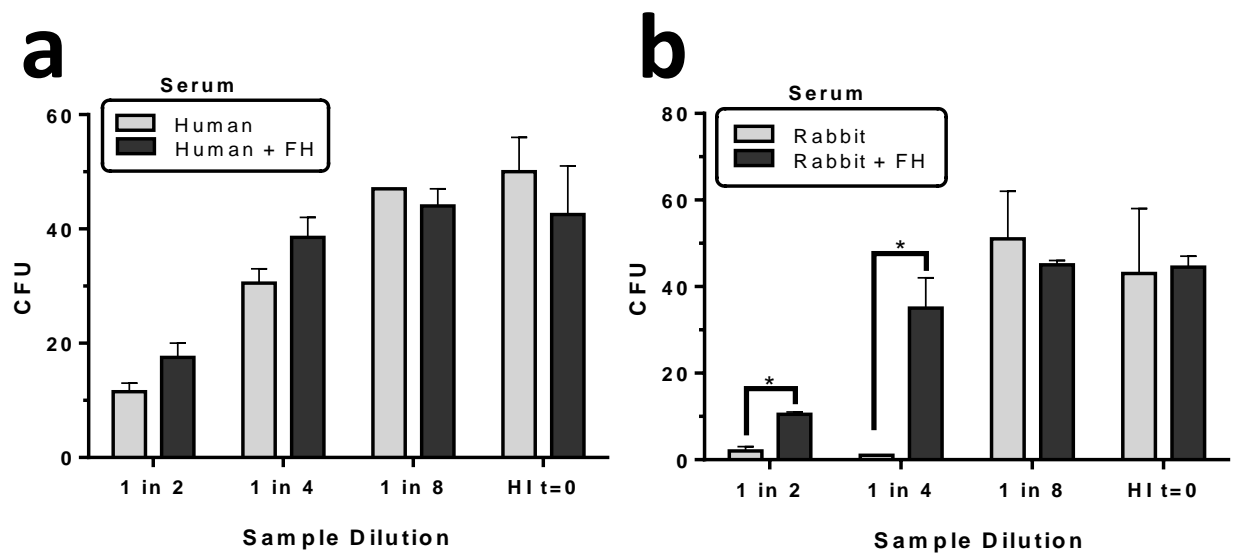 a
Serum
Human
Human + FH
60
40
20
0
CFU
1 in 2 1 in 4 1 in 8 HI t=0
Sample Dilution
b
Serum
Rabbit
Rabbit + FH
80
60
40
20
0
CFU
*
*
1 in 2 1 in 4 1 in 8 HI t=0
Sample Dilution